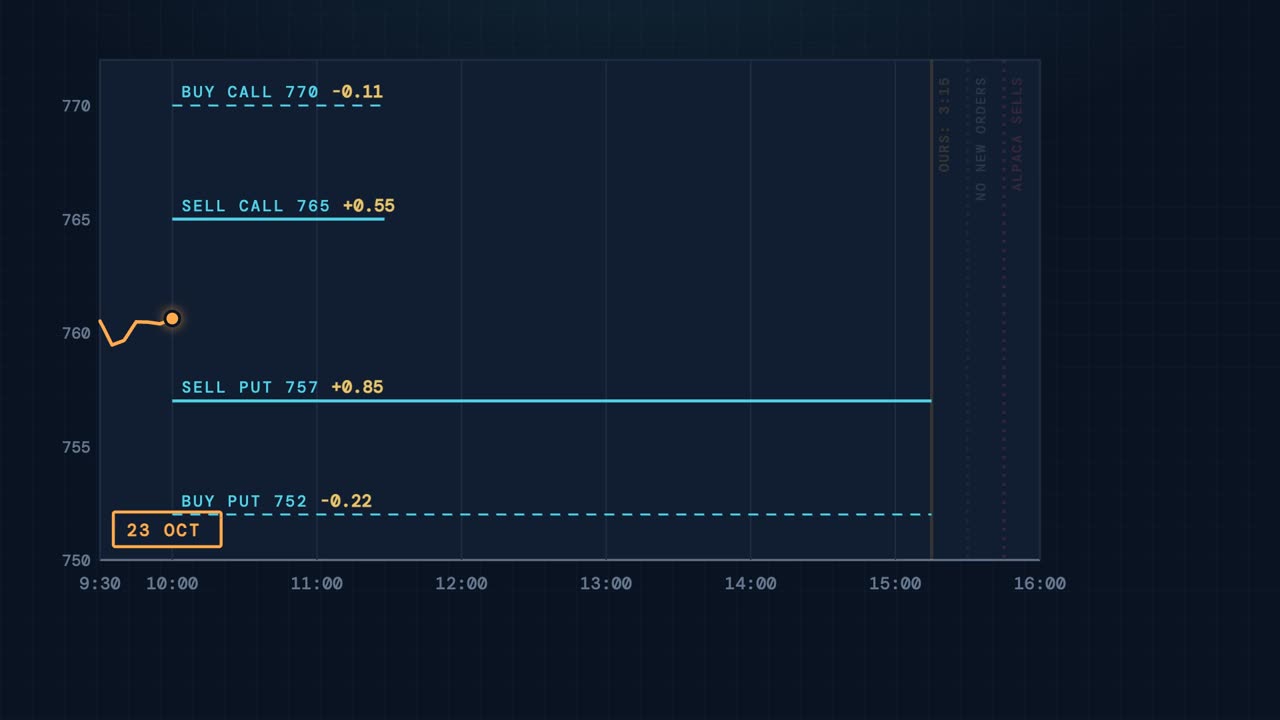 BUY CALL 770 -0.11
770
OURS: 3:15
NO NEW ORDERS
ALPACA SELLS
SELL CALL 765 +0.55
765
760
SELL PUT 757 +0.85
755
BUY PUT 752 -0.22
23 OCT
750
9:30 10:00 11:00 12:00 13:00 14:00 15:00 16:00